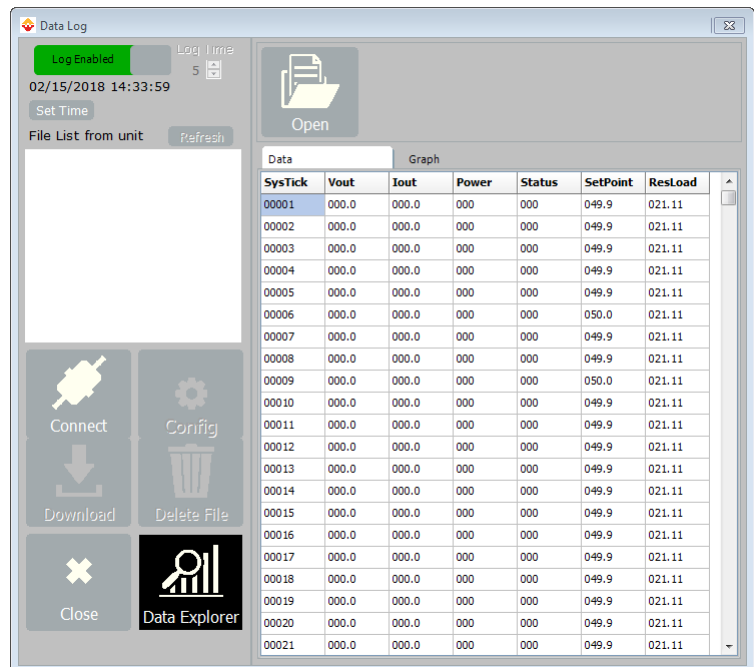 Data Log
Log Enabled
Log Time
5
02/15/2018 14:33:59
Set Time
File List from unit
Refresh
Connect
Config
Download
Delete File
Close
Data Explorer
Open
Data Graph
SysTick Vout Iout Power Status SetPoint ResLoad
00001 000.0 000.0 000 000 049.9 021.11
00002 000.0 000.0 000 000 049.9 021.11
00003 000.0 000.0 000 000 049.9 021.11
00004 000.0 000.0 000 000 049.9 021.11
00005 000.0 000.0 000 000 049.9 021.11
00006 000.0 000.0 000 000 050.0 021.11
00007 000.0 000.0 000 000 049.9 021.11
00008 000.0 000.0 000 000 049.9 021.11
00009 000.0 000.0 000 000 050.0 021.11
00010 000.0 000.0 000 000 049.9 021.11
00011 000.0 000.0 000 000 049.9 021.11
00012 000.0 000.0 000 000 049.9 021.11
00013 000.0 000.0 000 000 049.9 021.11
00014 000.0 000.0 000 000 049.9 021.11
00015 000.0 000.0 000 000 049.9 021.11
00016 000.0 000.0 000 000 049.9 021.11
00017 000.0 000.0 000 000 049.9 021.11
00018 000.0 000.0 000 000 049.9 021.11
00019 000.0 000.0 000 000 049.9 021.11
00020 000.0 000.0 000 000 049.9 021.11
00021 000.0 000.0 000 000 049.9 021.11